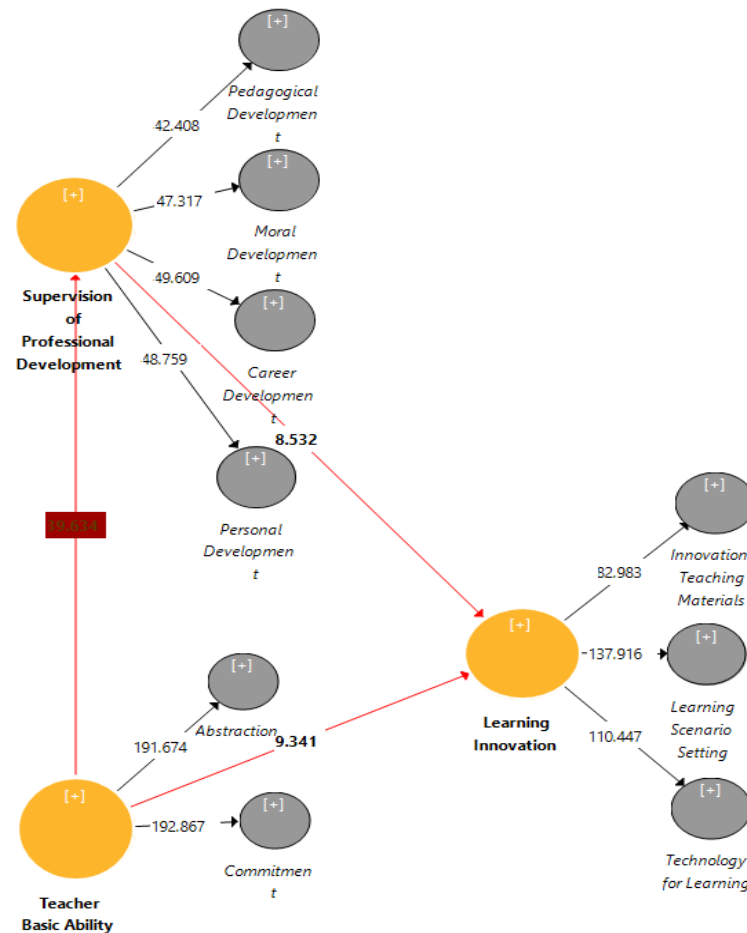 [+]
Pedagogical
Developmen
t
42.408
[+]
47.317
Moral
Developmen
t
[+]
Supervision
of
Professional
Development
49.609
[+]
Career
Developmen
t
48.759
8.532
[+]
Personal
Developmen
t
39.634
[+]
Innovation
Teaching
Materials
82.983
[+]
Learning
Innovation
137.916
[+]
Learning
Scenario
Setting
110.447
[+]
Technology
for Learning
[+]
Abstraction
191.674
9.341
[+]
Teacher
Basic Ability
192.867
[+]
Commitmen
t